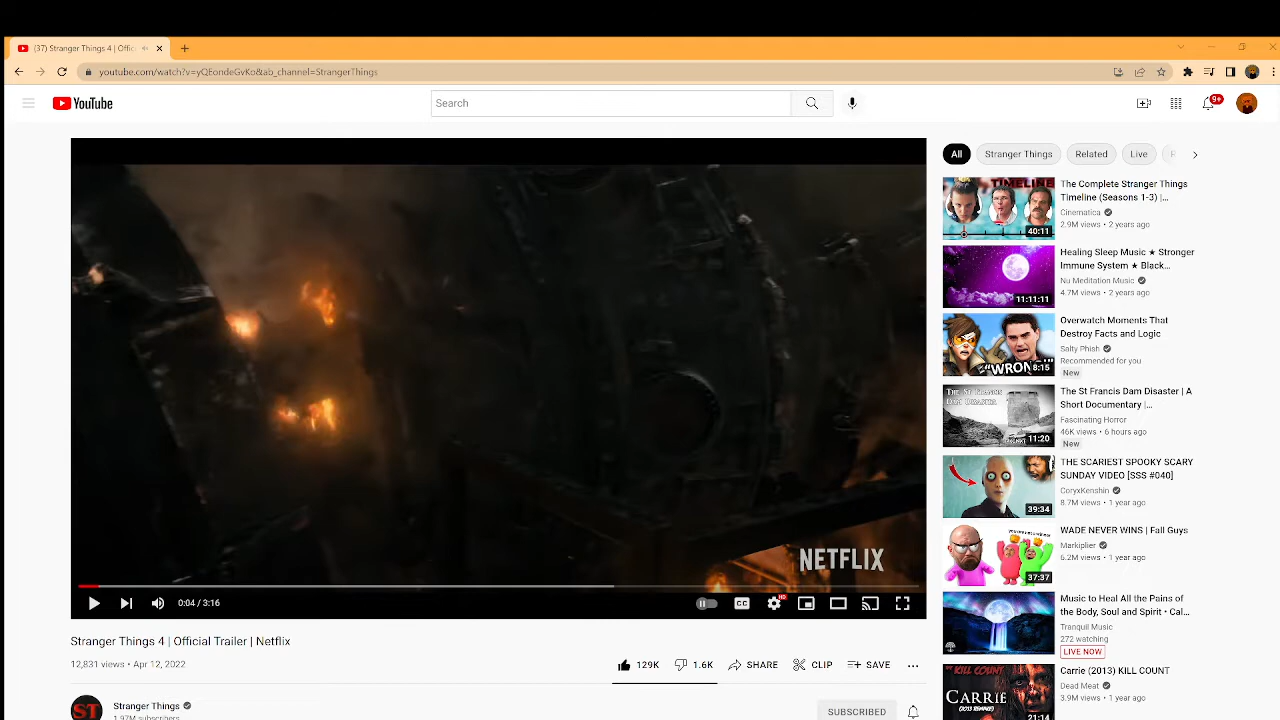 (37) Stranger Things 4 | Offic
youtube.com/watch?v=yQEondeGvKo&ab_channel=StrangerThings
YouTube
Search
9+
All
Stranger Things
Related
Live
TIMELINE
40:11
The Complete Stranger Things
Timeline (Seasons 1-3) |...
Cinematica
2.9M views • 2 years ago
11:11:11
Healing Sleep Music ★ Stronger
Immune System ★ Black...
Nu Meditation Music
4.7M views • 2 years ago
"WRONG"
8:15
Overwatch Moments That
Destroy Facts and Logic
Salty Phish
Recommended for you
New
THE ST FRANCIS
DAM DISASTER
11:20
The St Francis Dam Disaster | A
Short Documentary |...
Fascinating Horror
46K views • 6 hours ago
New
39:34
THE SCARIEST SPOOKY SCARY
SUNDAY VIDEO [SSS #040]
CoryxKenshin
8.7M views • 1 year ago
37:37
WADE NEVER WINS | Fall Guys
Markiplier
6.2M views • 1 year ago
Music to Heal All the Pains of
the Body, Soul and Spirit • Cal...
Tranquil Music
272 watching
LIVE NOW
KILL COUNT
CARRIE
(2013 REMAKE)
21:14
Carrie (2013) KILL COUNT
Dead Meat
3.9M views • 1 year ago
NETFLIX
0:04 / 3:16
CC
HD
Stranger Things 4 | Official Trailer | Netflix
12,831 views • Apr 12, 2022
129K
1.6K
SHARE
CLIP
SAVE
ST
Stranger Things
1.97M subscribers
SUBSCRIBED